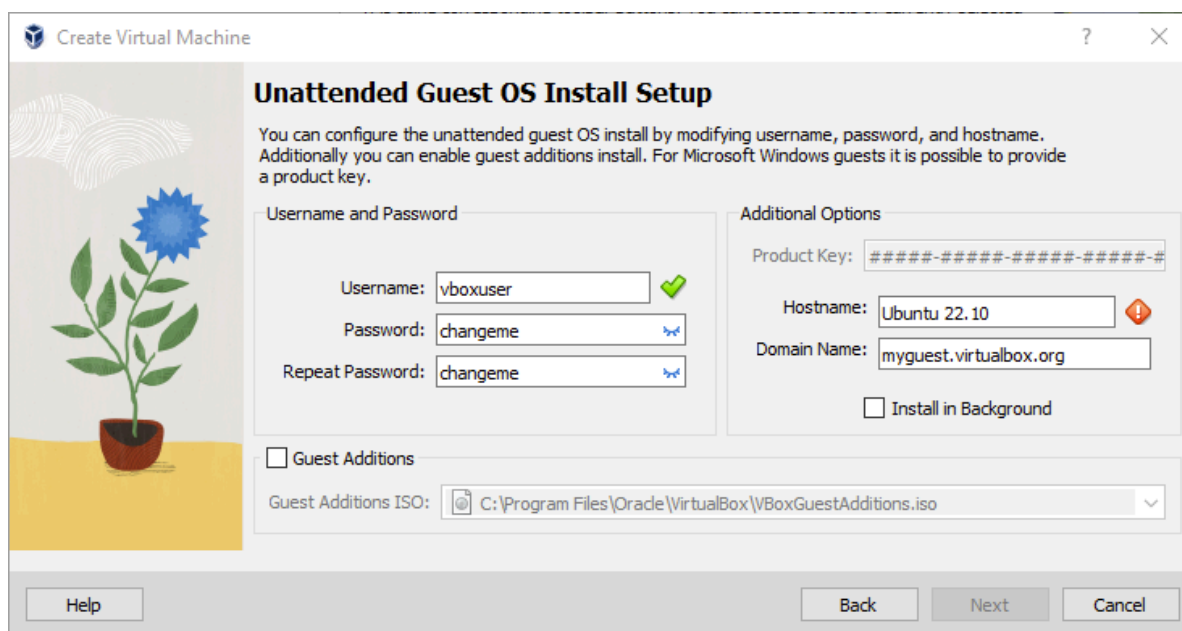 Create Virtual Machine
?
Unattended Guest OS Install Setup
You can configure the unattended guest OS install by modifying username, password, and hostname.
Additionally you can enable guest additions install. For Microsoft Windows guests it is possible to provide
a product key.
Username and Password
Username: vboxuser
Password: changeme
Repeat Password: changeme
Additional Options
Product Key: #####-#####-#####-#####-#
Hostname: Ubuntu 22.10
Domain Name: myguest.virtualbox.org
Install in Background
Guest Additions
Guest Additions ISO: C:\Program Files\Oracle\VirtualBox\VBoxGuestAdditions.iso
Help
Back
Next
Cancel